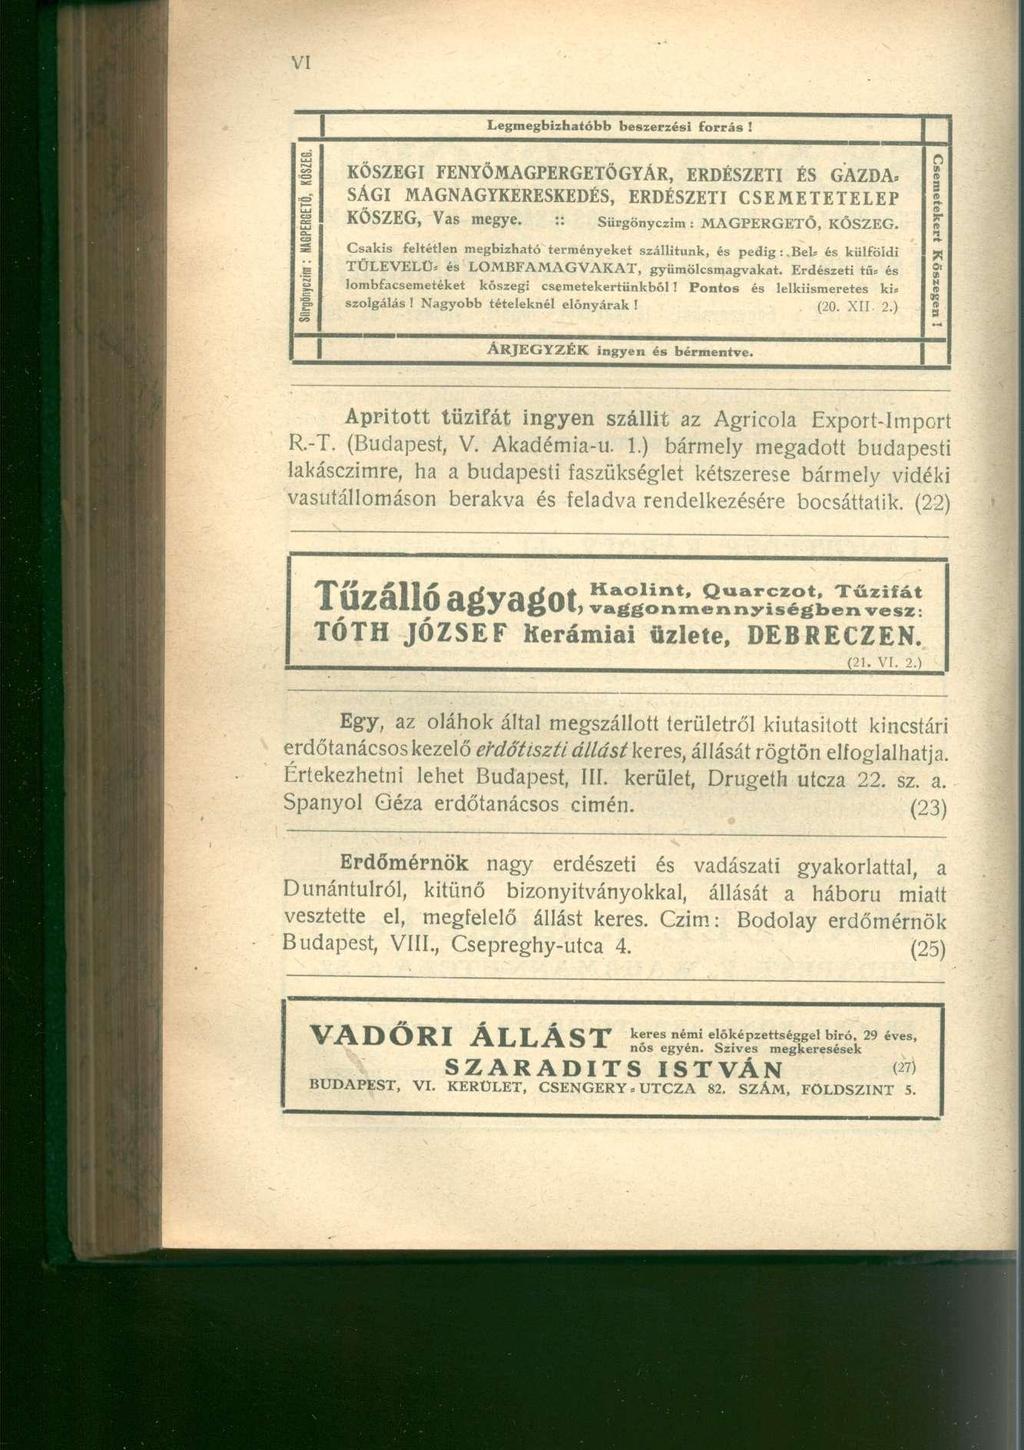 VI
Legmegbizhatóbb beszerzési forrás !
Sürgönyczim : MAGPERGETŐ, KŐSZEG.
KŐSZEGI FENYŐMAGPERGETŐGYÁR, ERDÉSZETI ÉS GAZDA=
SÁGI MAGNAGYKERESKEDÉS, ERDÉSZETI CSEMETETELEP
KŐSZEG, Vas megye. :: Sürgönyczim : MAGPERGETŐ, KŐSZEG.
Csakis feltétlen megbizható terményeket szállitunk, és pedig : Bel= és külföldi
TŰLEVELŰ= és LOMBFAMAGVAKAT, gyümölcsmagvakat. Erdészeti tű= és
lombfacsemetéket kőszegi csemetekertünkből ! Pontos és lelkiismeretes ki=
szolgálás ! Nagyobb tételeknél előnyárak ! (20. XII. 2.)
Csemetekert Kőszegen !
ÁRJEGYZÉK ingyen és bérmentve.
Apritott tüzifát ingyen szállit az Agricola Export-Import
R.-T. (Budapest, V. Akadémia-u. 1.) bármely megadott budapesti
lakásczimre, ha a budapesti faszükséglet kétszerese bármely vidéki
vasutállomáson berakva és feladva rendelkezésére bocsáttatik. (22)
Tűzálló agyagot, Kaolint, Quarczot, Tűzifát
vaggonmennyiségben vesz:
TÓTH JÓZSEF kerámiai üzlete, DEBRECZEN.
(21. VI. 2.)
Egy, az oláhok által megszállott területről kiutasitott kincstári
erdőtanácsos kezelő erdőtiszti állást keres, állását rögtön elfoglalhatja.
Értekezhetni lehet Budapest, III. kerület, Drugeth utcza 22. sz. a.
Spanyol Géza erdőtanácsos cimén. (23)
Erdőmérnök nagy erdészeti és vadászati gyakorlattal, a
Dunántulról, kitünő bizonyitványokkal, állását a háboru miatt
vesztette el, megfelelő állást keres. Czim: Bodolay erdőmérnök
Budapest, VIII., Csepreghy-utca 4. (25)
VADŐRI ÁLLÁST keres némi előképzettséggel biró, 29 éves,
nős egyén. Szives megkeresések
SZARADITS ISTVÁN (27)
BUDAPEST, VI. KERÜLET, CSENGERY=UTCZA 82. SZÁM, FÖLDSZINT 5.